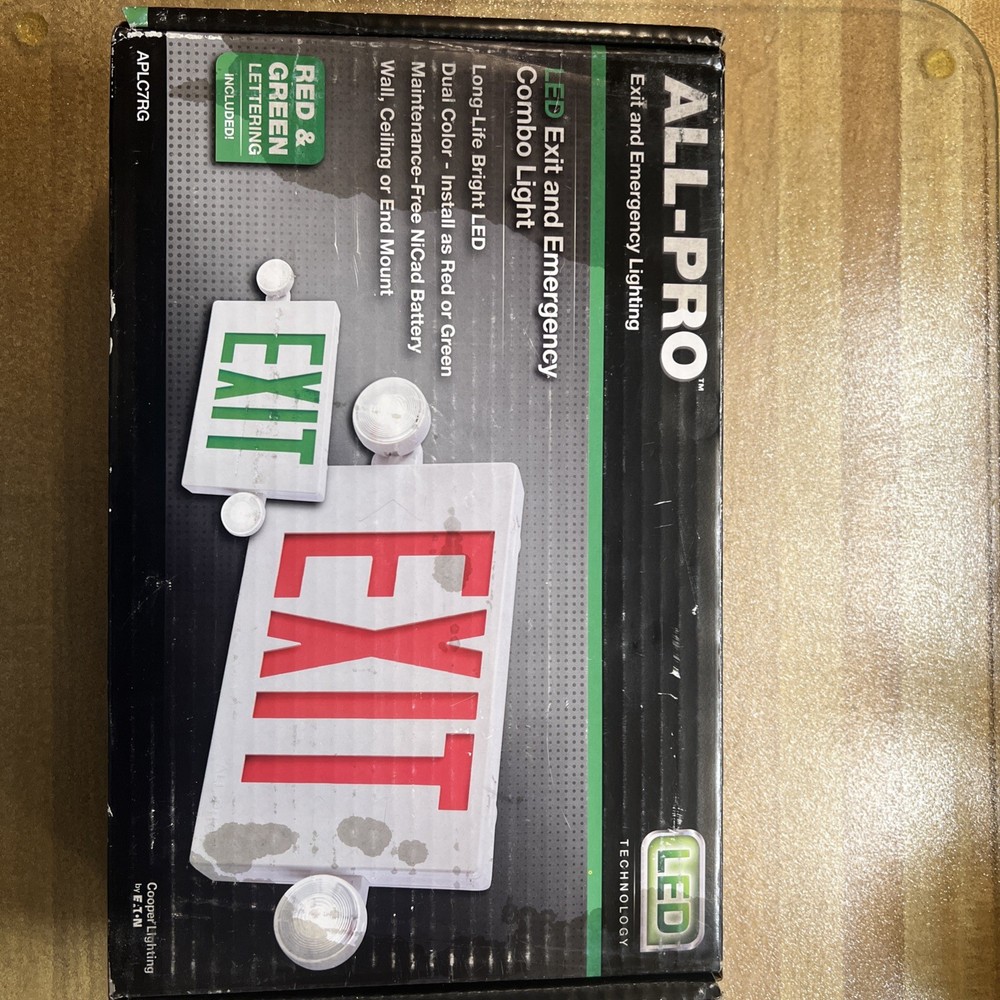 ALL-PRO™
Exit and Emergency Lighting
LED Exit and Emergency
Combo Light
Long-Life Bright LED
Dual Color - Install as Red or Green
Maintenance-Free NiCad Battery
Wall, Ceiling or End Mount
RED &
GREEN
LETTERING
INCLUDED!
EXIT
EXIT
LED
TECHNOLOGY
APLC7RG
Cooper Lighting
by E·T·N